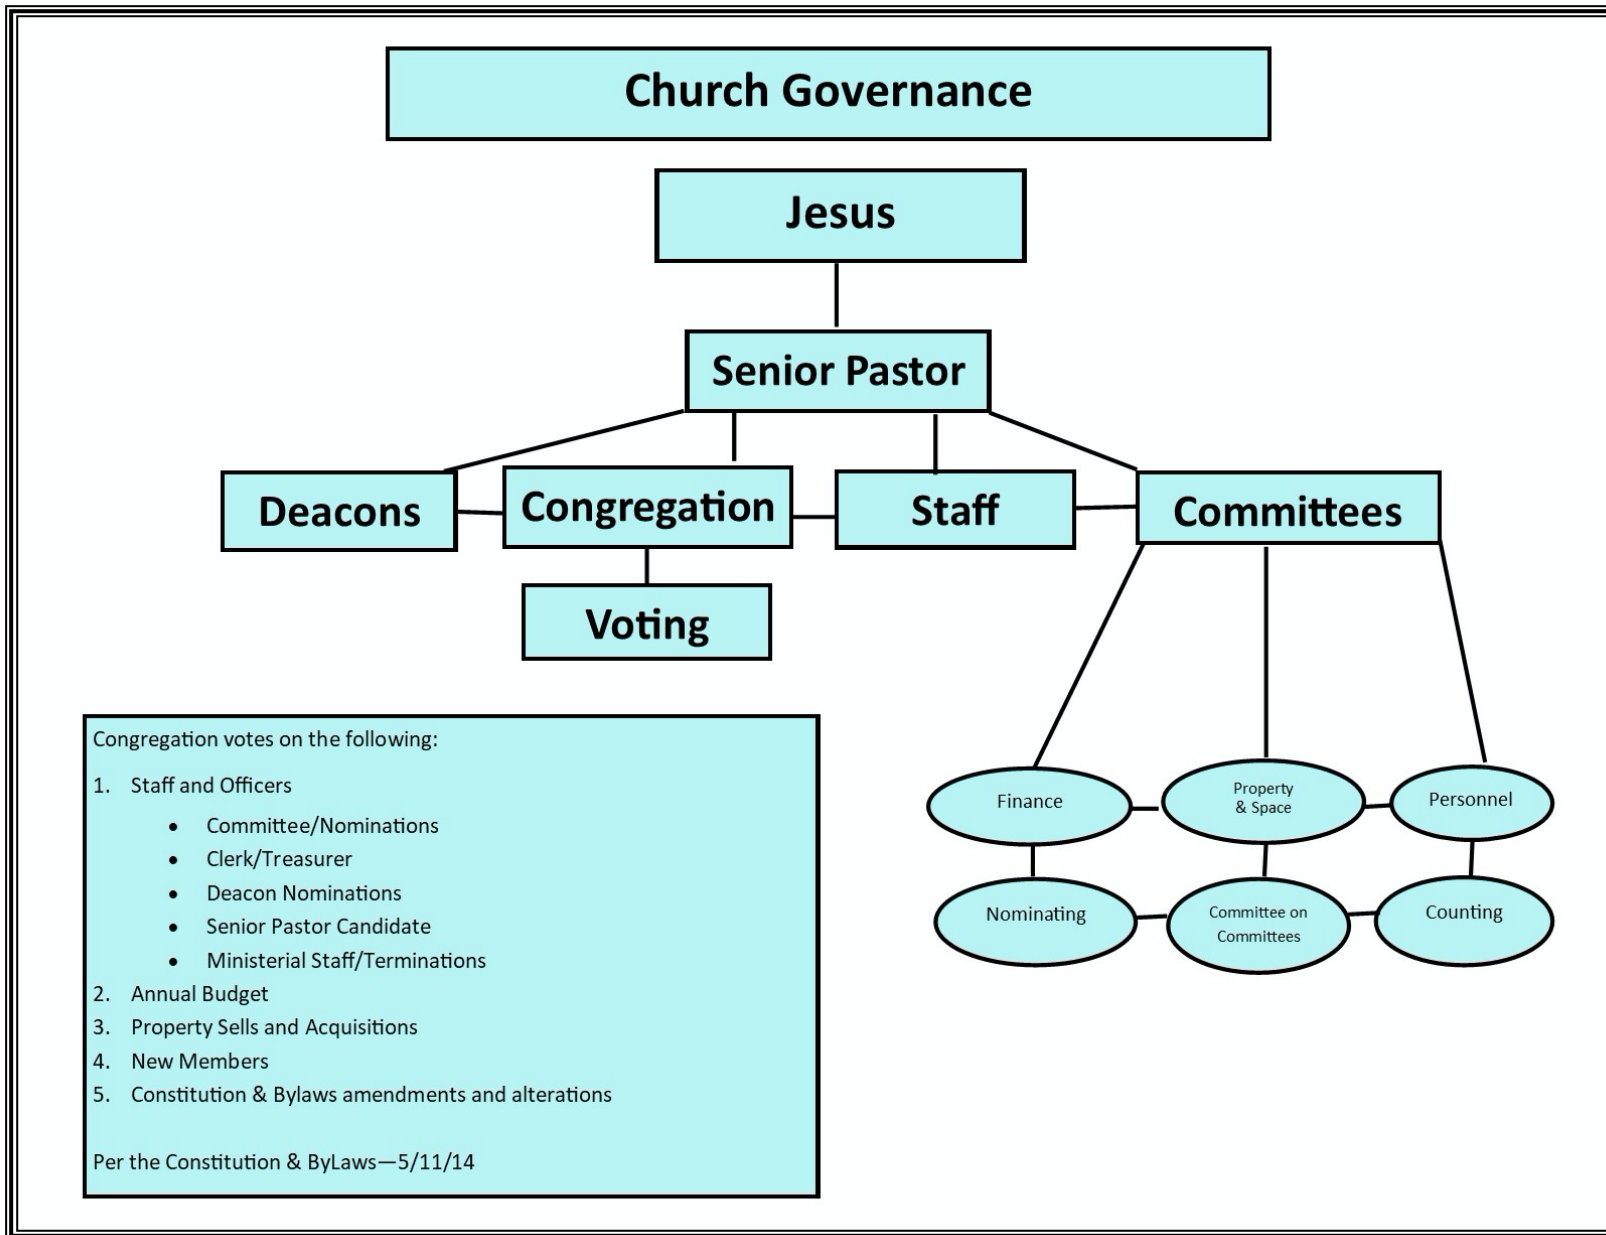 Church Governance
Jesus
Senior Pastor
Deacons
Congregation
Staff
Committees
Voting
Congregation votes on the following:
1. Staff and Officers
• Committee/Nominations
• Clerk/Treasurer
• Deacon Nominations
• Senior Pastor Candidate
• Ministerial Staff/Terminations
2. Annual Budget
3. Property Sells and Acquisitions
4. New Members
5. Constitution & Bylaws amendments and alterations
Per the Constitution & ByLaws—5/11/14
Finance
Property
& Space
Personnel
Nominating
Committee on
Committees
Counting